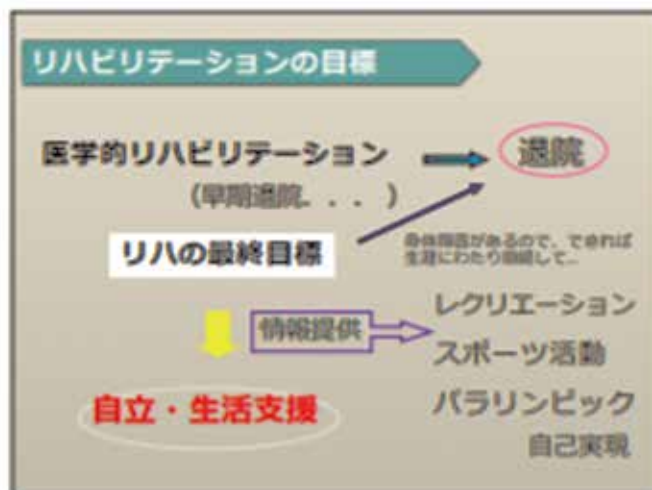 リハビリテーションの目標
医学的リハビリテーション
退院
(早期退院．．．)
リハの最終目標
身体障害があるので、できれば
生涯にわたり継続して…
情報提供
レクリエーション
スポーツ活動
パラリンピック
自己実現
自立・生活支援